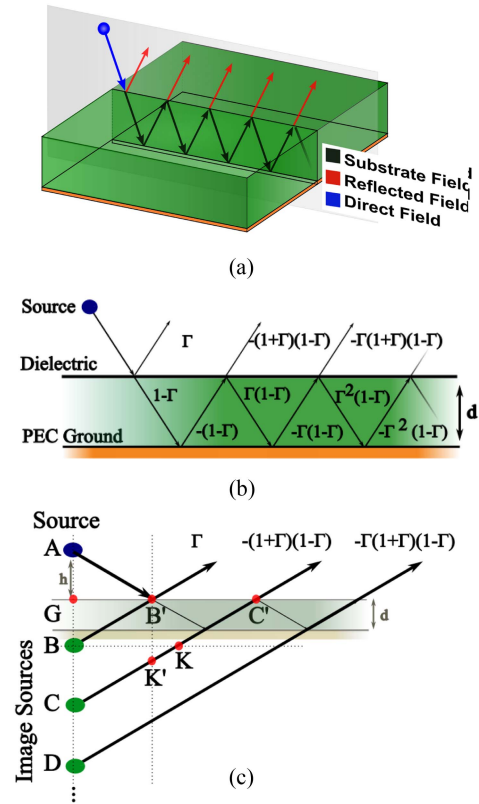 Substrate Field
Reflected Field
Direct Field
(a)
Source
Γ
-(1+Γ)(1-Γ)
-Γ(1+Γ)(1-Γ)
Dielectric
1-Γ
Γ(1-Γ)
Γ²(1-Γ)
d
PEC Ground
-(1-Γ)
-Γ(1-Γ)
-Γ² (1-Γ)
(b)
Source
A
Γ
-(1+Γ)(1-Γ)
-Γ(1+Γ)(1-Γ)
h
G
B'
C'
d
B
K
K'
C
D
Image Sources
(c)